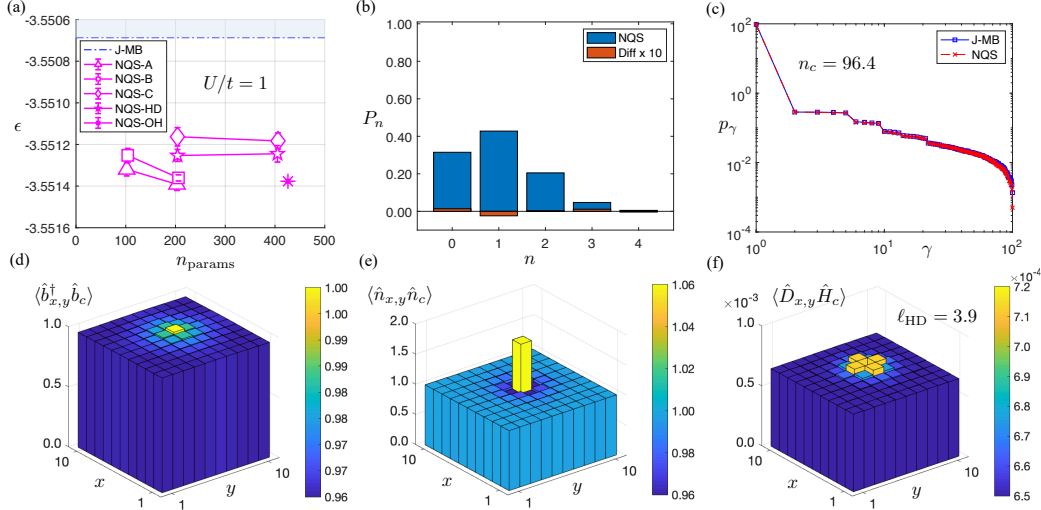 (a)
-3.5506
-3.5508
-3.5510
-3.5512
-3.5514
-3.5516
ϵ
J-MB
NQS-A
NQS-B
NQS-C
NQS-HD
NQS-OH
U/t = 1
0 100 200 300 400 500
n_params
(b)
1.00
0.80
0.60
0.40
0.20
0.00
P_n
NQS
Diff x 10
0 1 2 3 4
n
(c)
10^2
10^0
10^-2
10^-4
p_γ
n_c = 96.4
J-MB
NQS
10^0 10^1 10^2
γ
(d)
⟨b̂†_{x,y} b̂_c⟩
1.0
0.5
0.0
10
x
1
1
y
10
1.00
1.00
0.99
0.99
0.98
0.98
0.97
0.97
0.96
(e)
⟨n̂_{x,y} n̂_c⟩
2.0
1.5
1.0
0.5
0.0
10
x
1
1
y
10
1.06
1.04
1.02
1.00
0.98
0.96
(f)
⟨D̂_{x,y} Ĥ_c⟩
×10^-3
ℓ_HD = 3.9
1.0
0.5
0.0
10
x
1
1
y
10
×10^-4
7.2
7.1
7.0
6.9
6.8
6.7
6.6
6.5